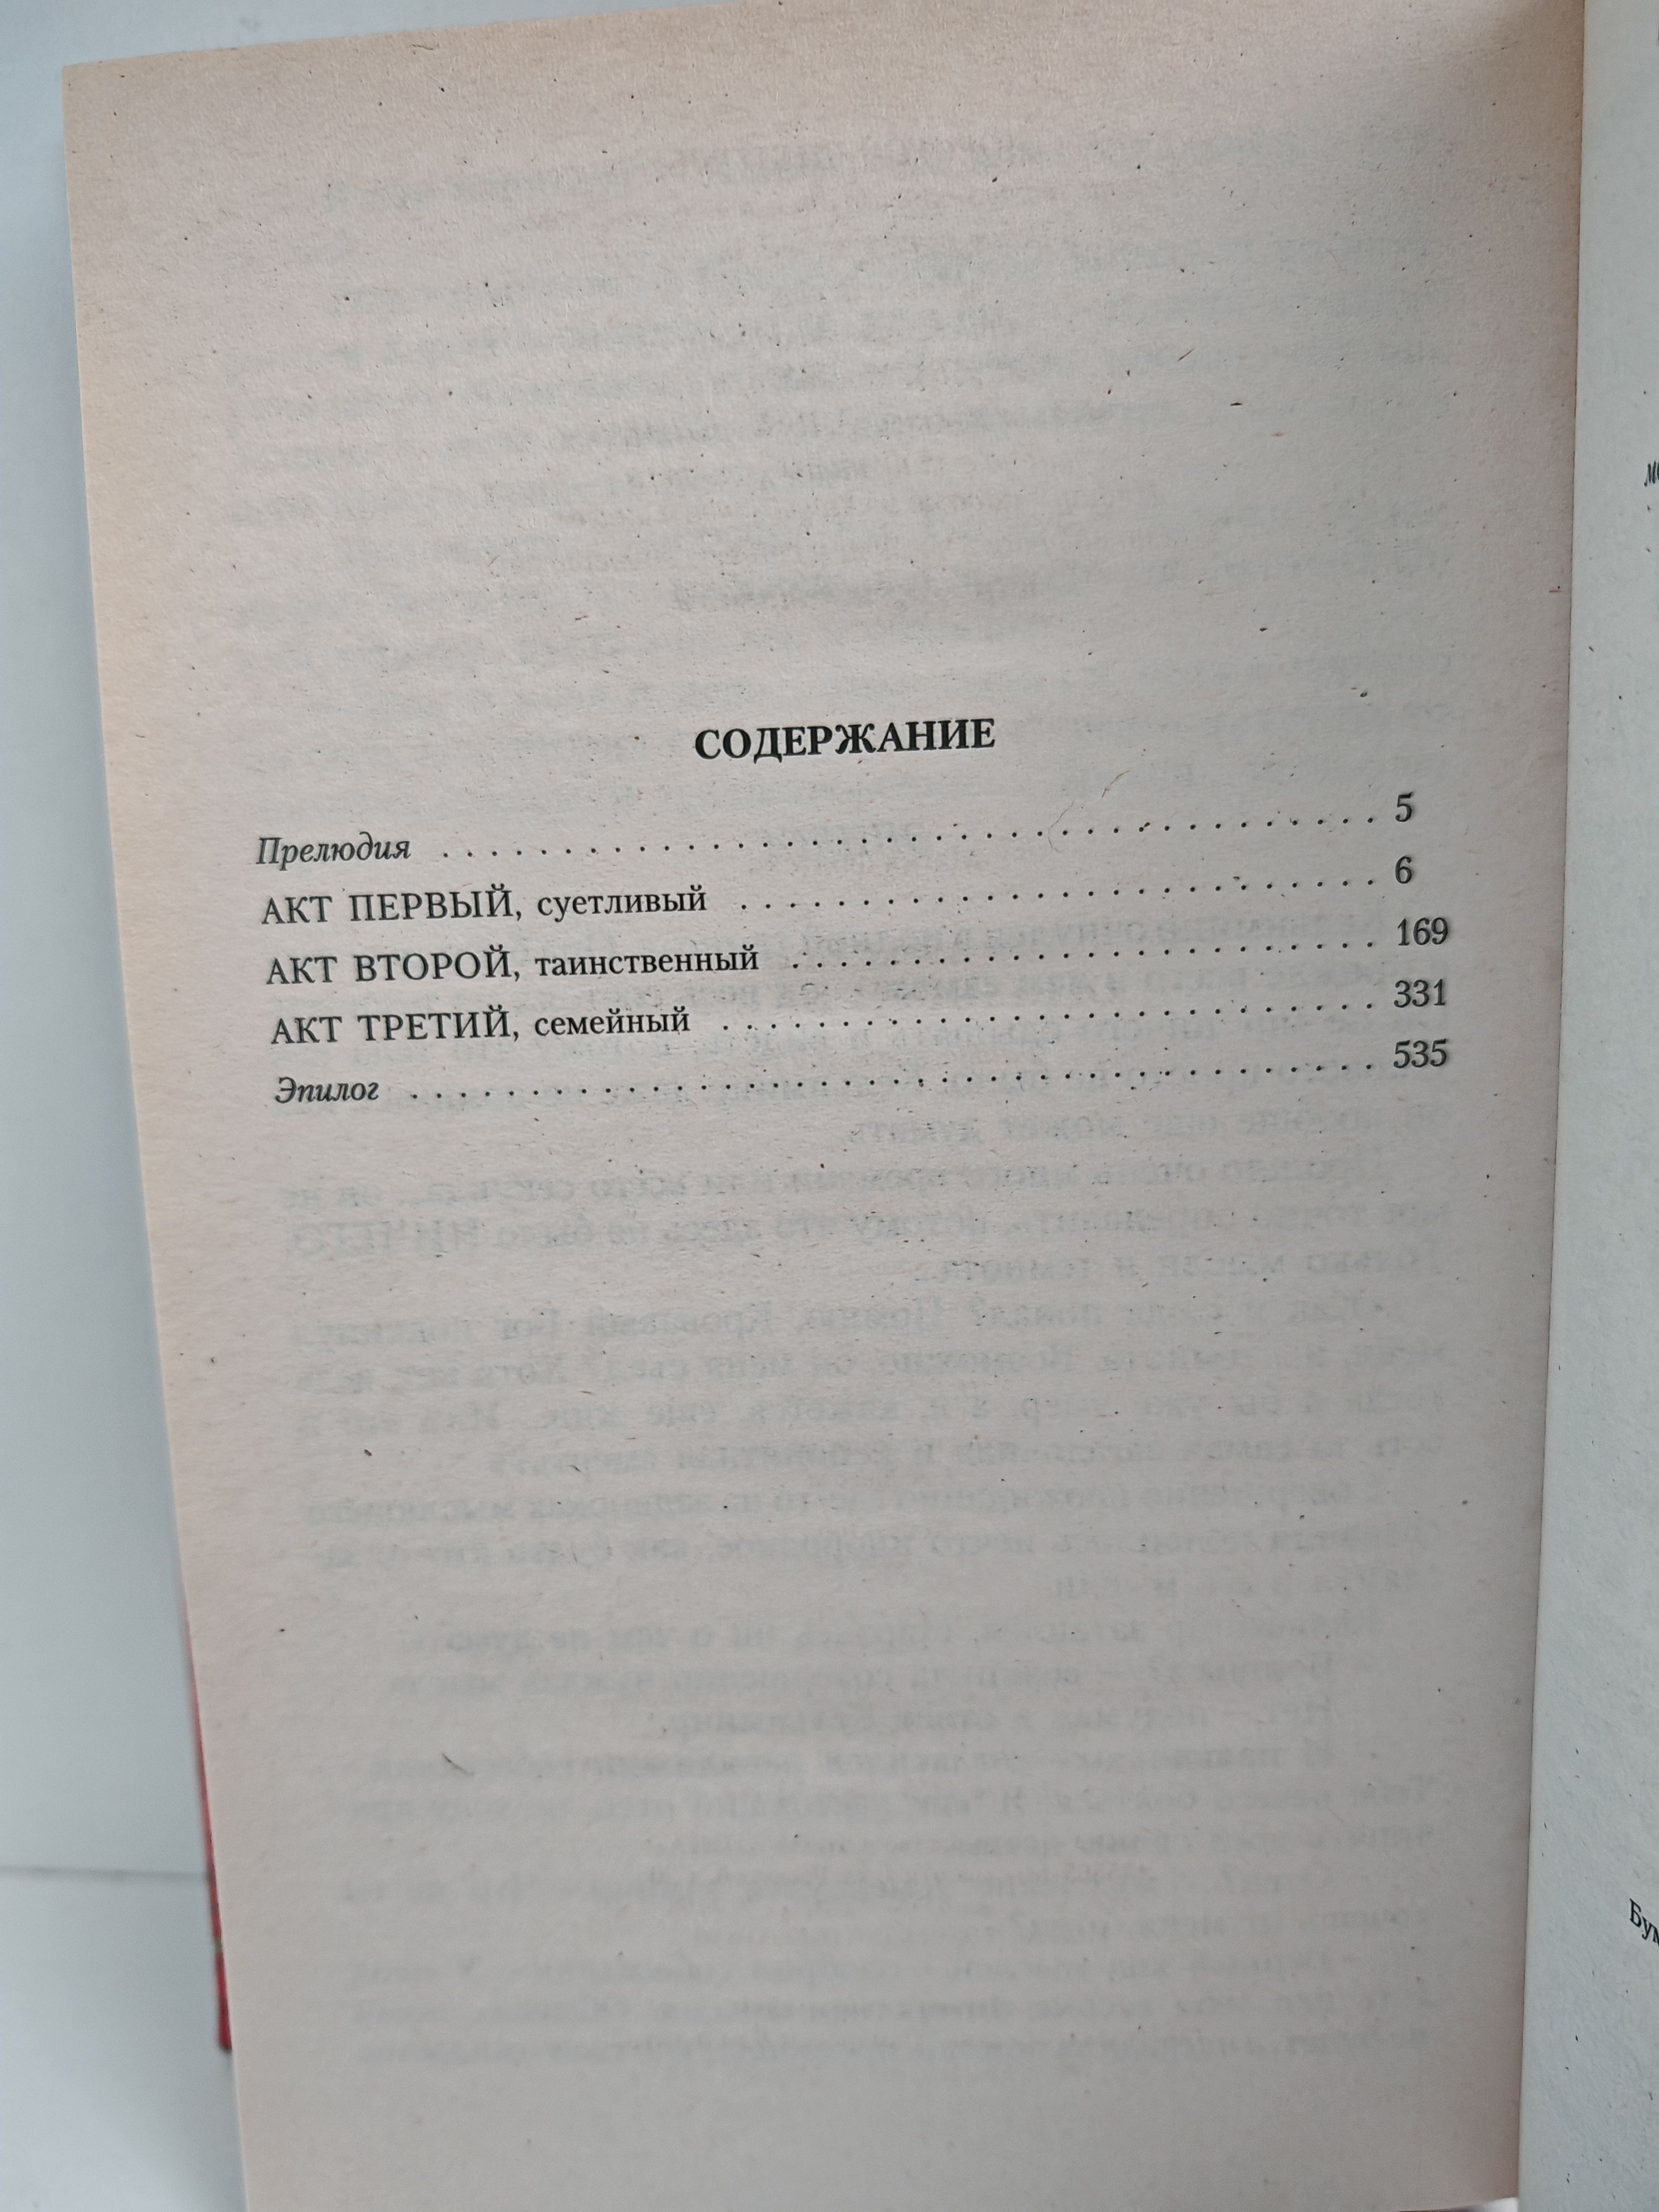 СОДЕРЖАНИЕ
Прелюдия . . . . . . . . . . . . . . . . . . . . . . . . . . . . . . . . . . . . . . . 5
АКТ ПЕРВЫЙ, суетливый . . . . . . . . . . . . . . . . . . . . . . . . . . . 6
АКТ ВТОРОЙ, таинственный . . . . . . . . . . . . . . . . . . . . . . . . . 169
АКТ ТРЕТИЙ, семейный . . . . . . . . . . . . . . . . . . . . . . . . . . . . 331
Эпилог . . . . . . . . . . . . . . . . . . . . . . . . . . . . . . . . . . . . . . . . . 535